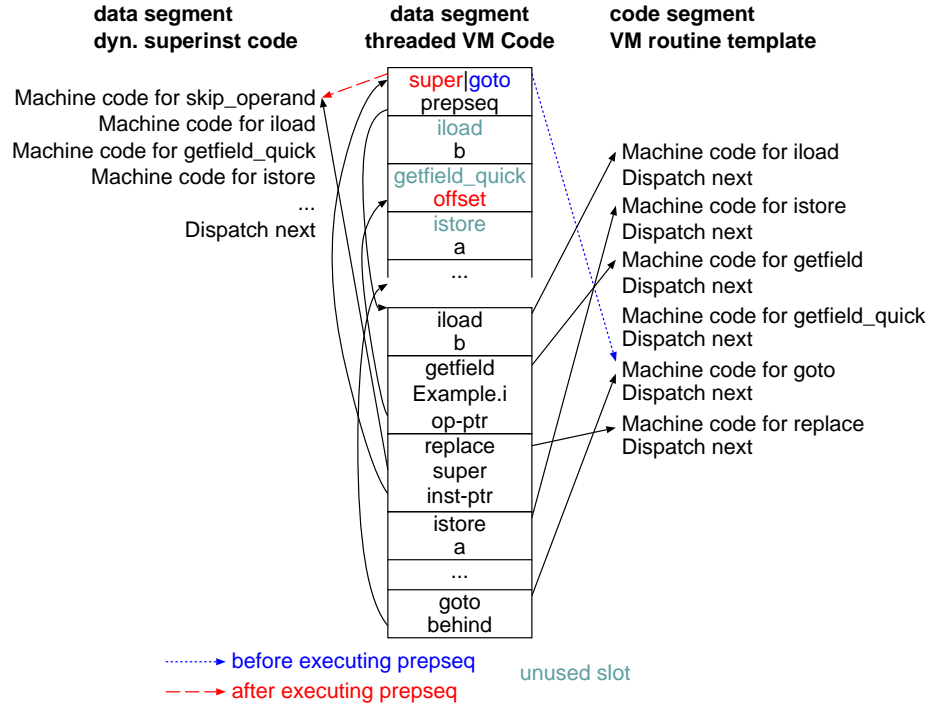 data segment
dyn. superinst code
data segment
threaded VM Code
code segment
VM routine template
Machine code for skip_operand
Machine code for iload
Machine code for getfield_quick
Machine code for istore
...
Dispatch next
super|goto
prepseq
iload
b
getfield_quick
offset
istore
a
...
iload
b
getfield
Example.i
op-ptr
replace
super
inst-ptr
istore
a
...
goto
behind
Machine code for iload
Dispatch next
Machine code for istore
Dispatch next
Machine code for getfield
Dispatch next
Machine code for getfield_quick
Dispatch next
Machine code for goto
Dispatch next
Machine code for replace
Dispatch next
before executing prepseq
after executing prepseq
unused slot